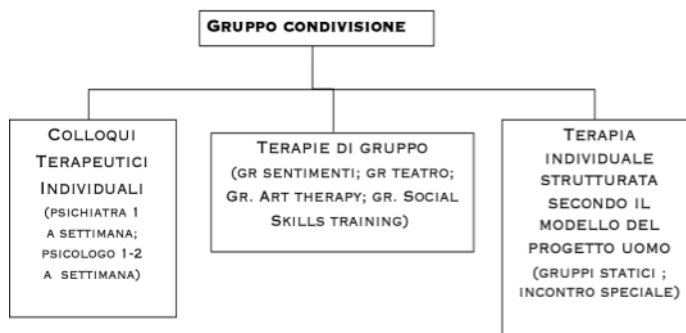 GRUPPO CONDIVISIONE
COLLOQUI
TERAPEUTICI
INDIVIDUALI
(PSICHIATRA 1
A SETTIMANA;
PSICOLOGO 1-2
A SETTIMANA)
TERAPIE DI GRUPPO
(GR SENTIMENTI; GR TEATRO;
GR. ART THERAPY; GR. SOCIAL
SKILLS TRAINING)
TERAPIA
INDIVIDUALE
STRUTTURATA
SECONDO IL
MODELLO DEL
PROGETTO UOMO
(GRUPPI STATICI ;
INCONTRO SPECIALE)